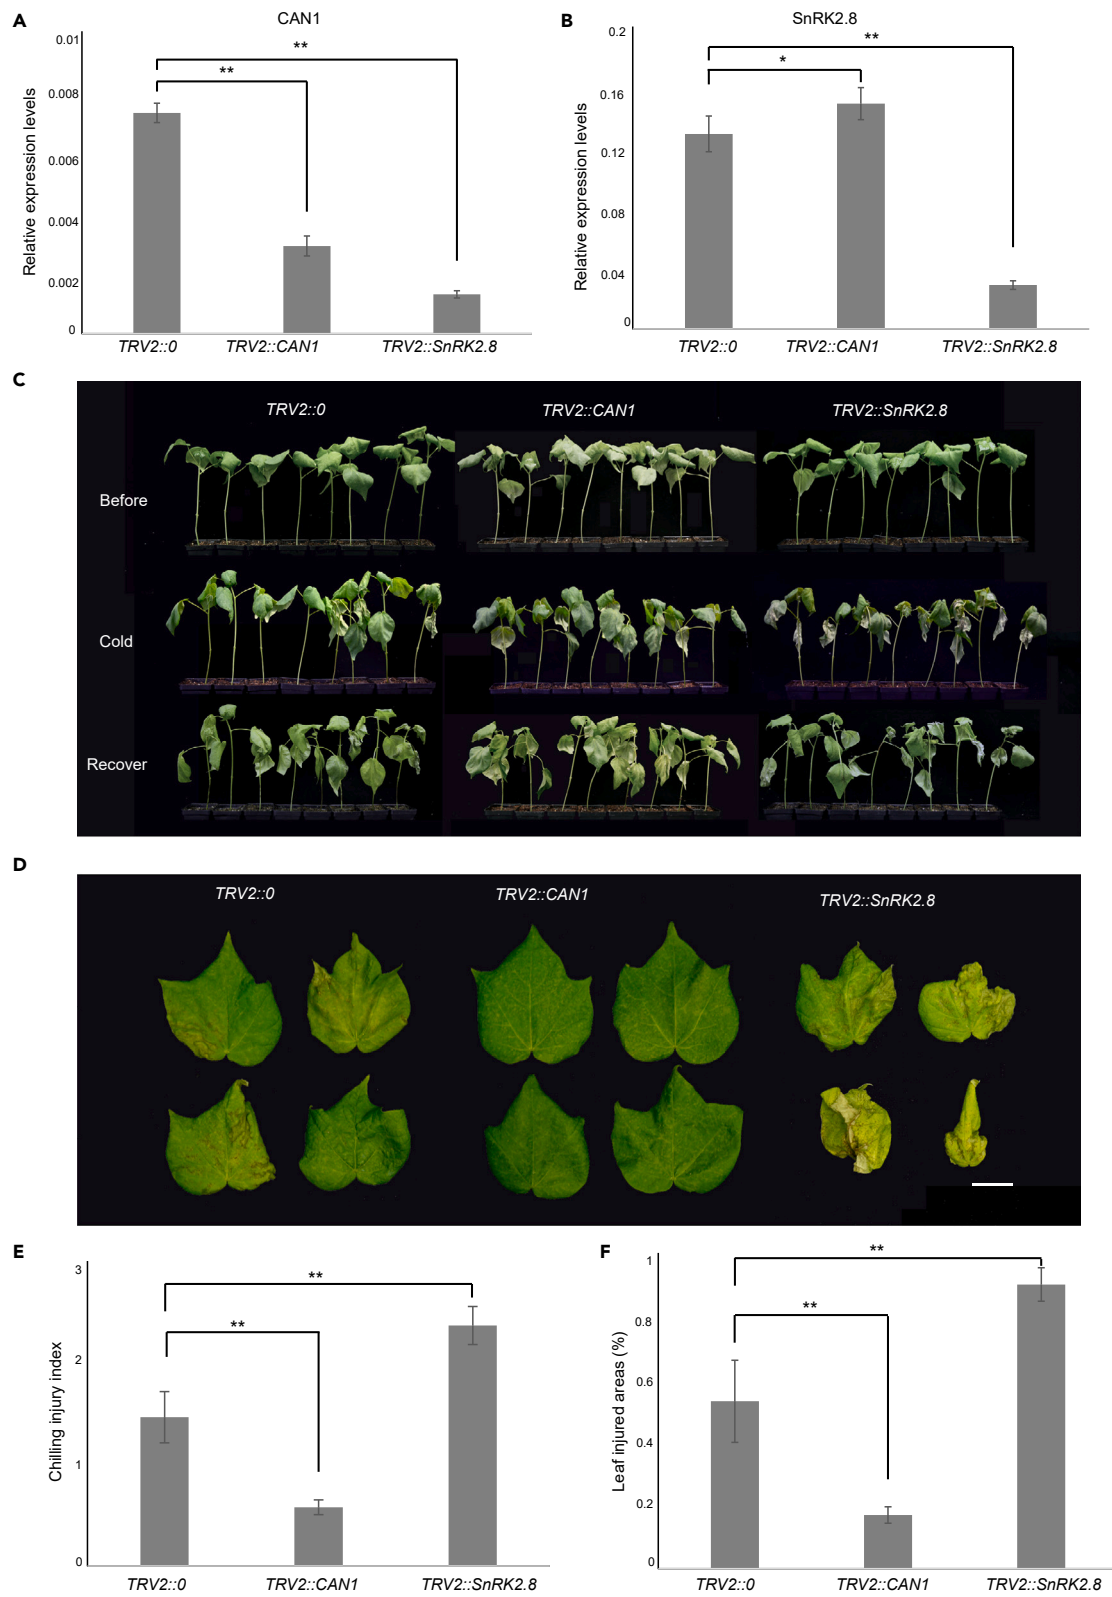 A
CAN1
Relative expression levels
0.01
0.008
0.006
0.004
0.002
0
**
**
TRV2::0
TRV2::CAN1
TRV2::SnRK2.8
B
SnRK2.8
Relative expression levels
0.2
0.16
0.12
0.08
0.04
0
**
*
TRV2::0
TRV2::CAN1
TRV2::SnRK2.8
C
TRV2::0
TRV2::CAN1
TRV2::SnRK2.8
Before
Cold
Recover
D
TRV2::0
TRV2::CAN1
TRV2::SnRK2.8
E
Chilling injury index
3
2
1
0
**
**
TRV2::0
TRV2::CAN1
TRV2::SnRK2.8
F
Leaf injured areas (%)
1
0.8
0.6
0.4
0.2
0
**
**
TRV2::0
TRV2::CAN1
TRV2::SnRK2.8